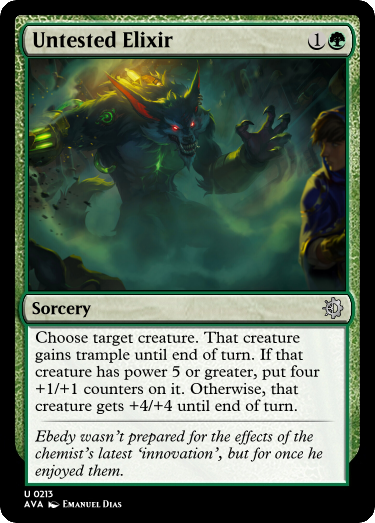 Untested Elixir 1
Sorcery
Choose target creature. That creature
gains trample until end of turn. If that
creature has power 5 or greater, put four
+1/+1 counters on it. Otherwise, that
creature gets +4/+4 until end of turn.
Ebedy wasn't prepared for the effects of the
chemist's latest ‘innovation’, but for once he
enjoyed them.
U 0213
AVA Emanuel Dias